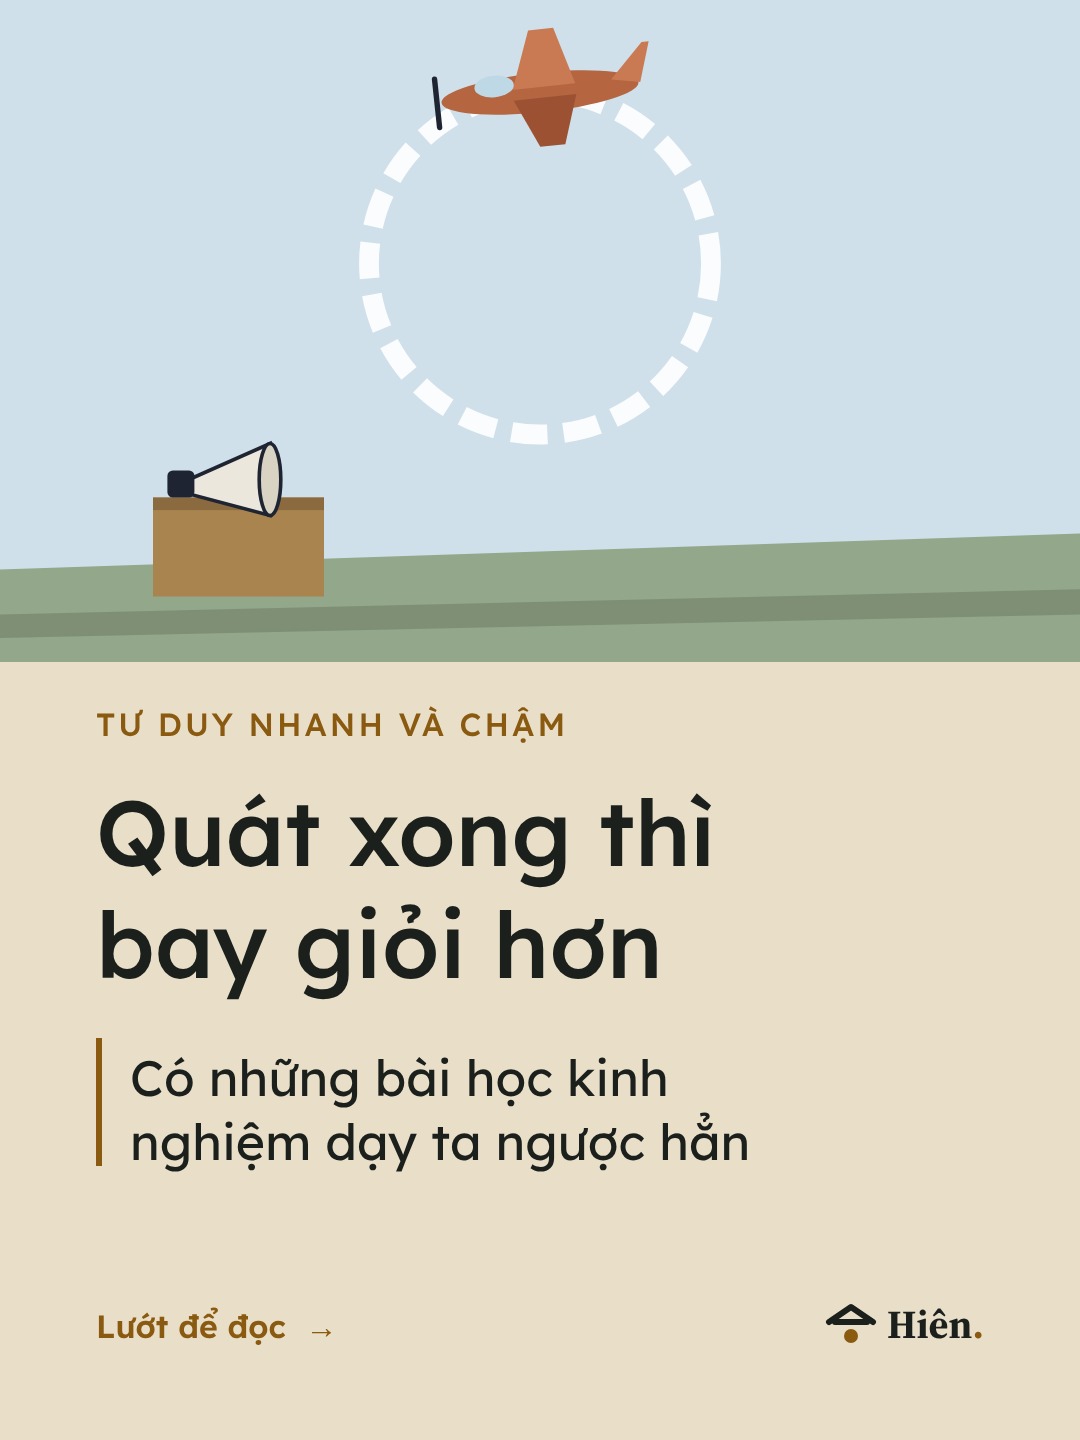 TƯ DUY NHANH VÀ CHẬM
Quát xong thì
bay giỏi hơn
Có những bài học kinh
nghiệm dạy ta ngược hẳn
Lướt để đọc →
Hiên.